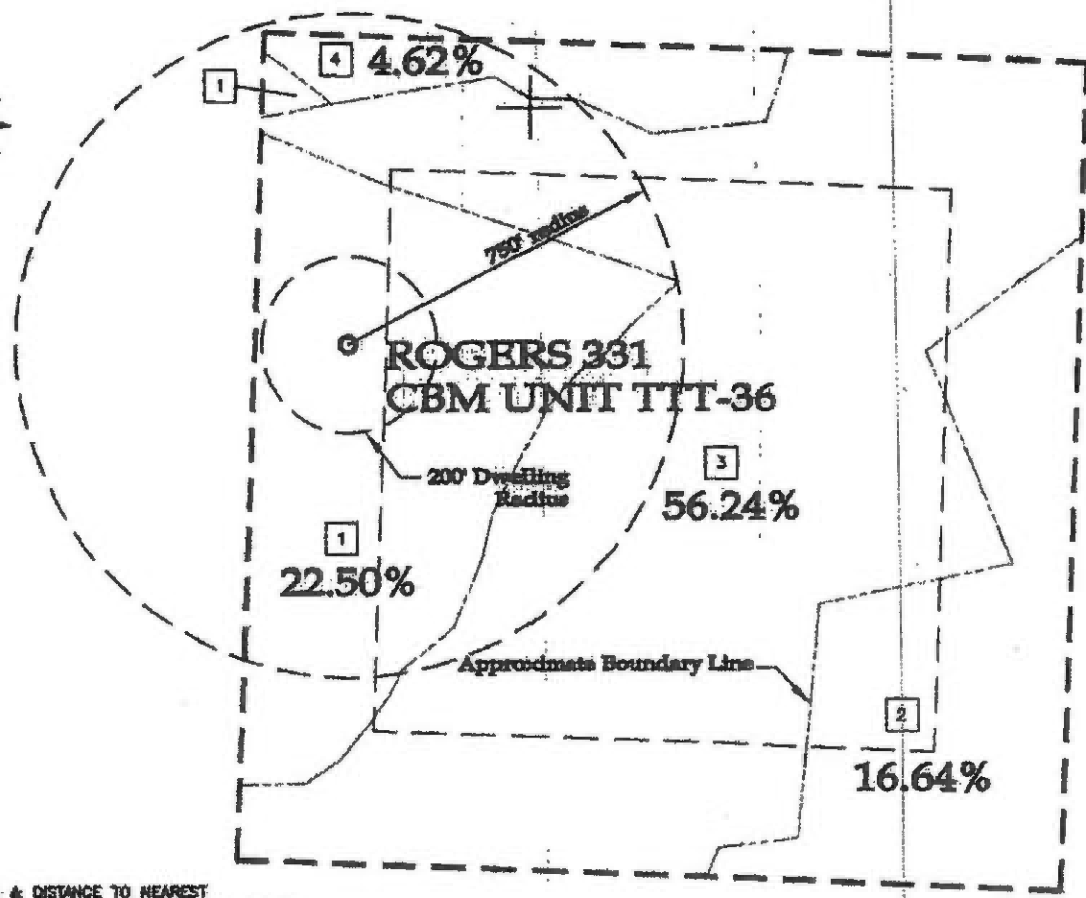 4 4.62%
1
750' radius
ROGERS 331
CBM UNIT TTT-36
200' Dwelling
Radius
3
56.24%
1
22.50%
Approximate Boundary Line
2
16.64%
& DISTANCE TO NEAREST